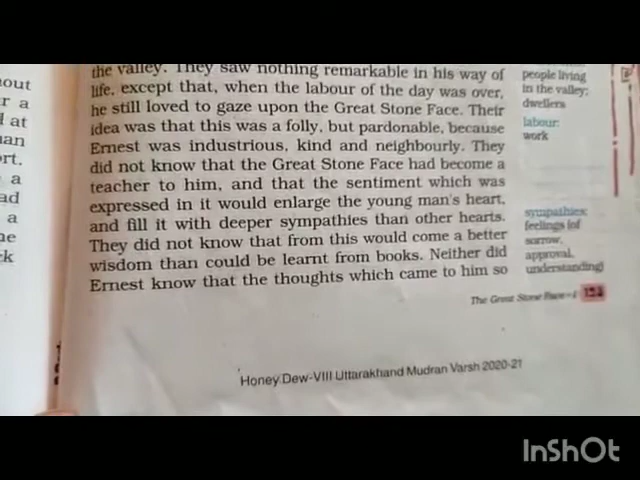 out
r a
at
an
rt.
a
ad
a
e
k
the valley. They saw nothing remarkable in his way of
life, except that, when the labour of the day was over,
he still loved to gaze upon the Great Stone Face. Their
idea was that this was a folly, but pardonable, because
Ernest was industrious, kind and neighbourly. They
did not know that the Great Stone Face had become a
teacher to him, and that the sentiment which was
expressed in it would enlarge the young man's heart,
and fill it with deeper sympathies than other hearts.
They did not know that from this would come a better
wisdom than could be learnt from books. Neither did
Ernest know that the thoughts which came to him so
people living
in the valley;
dwellers
labour:
work
sympathies:
feelings (of
sorrow,
approval,
understanding)
The Great Stone Face–I
Honey Dew-VIII Uttarakhand Mudran Varsh 2020-21
InShOt